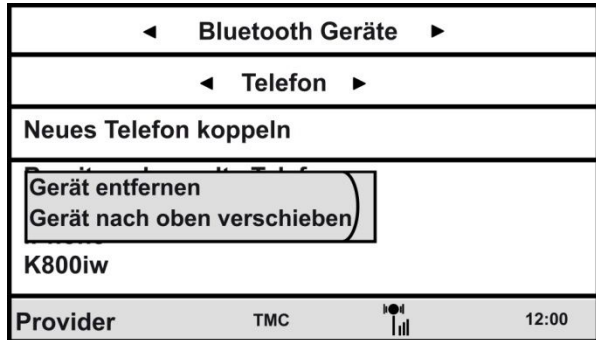 Bluetooth Geräte
Telefon
Neues Telefon koppeln
Gerät entfernen
Gerät nach oben verschieben
K800iw
Provider TMC 12:00